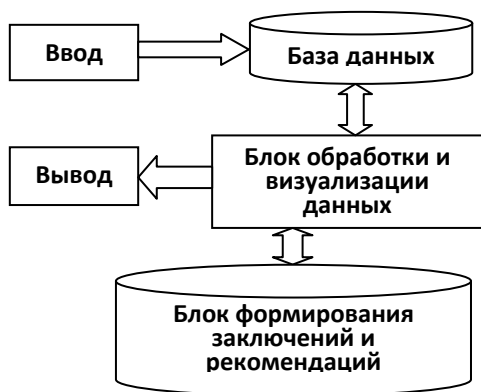 Ввод
База данных
Блок обработки и
визуализации
данных
Вывод
Блок формирования
заключений и
рекомендаций